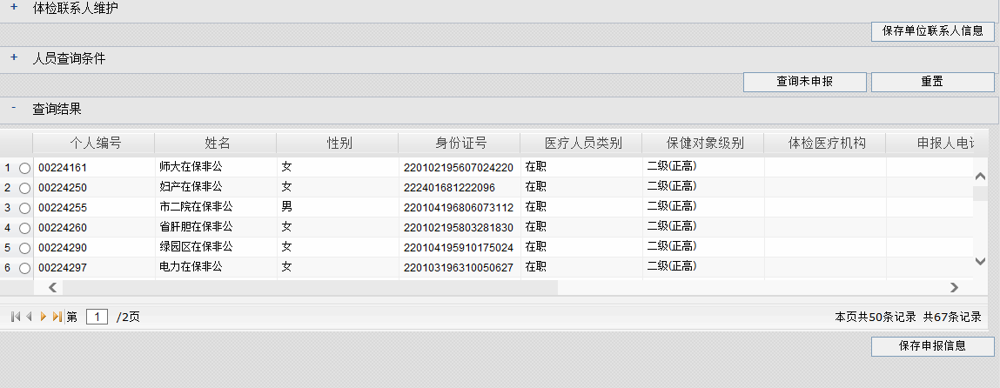 + 体检联系人维护
保存单位联系人信息
+ 人员查询条件
查询未申报 重置
- 查询结果
个人编号 姓名 性别 身份证号 医疗人员类别 保健对象级别 体检医疗机构 申报人电
1 00224161 师大在保非公 女 220102195607024220 在职 二级(正高)
2 00224250 妇产在保非公 女 222401681222096 在职 二级(正高)
3 00224255 市二院在保非公 男 220104196806073112 在职 二级(正高)
4 00224260 省肝胆在保非公 女 220102195803281830 在职 二级(正高)
5 00224290 绿园区在保非公 女 220104195910175024 在职 二级(正高)
6 00224297 电力在保非公 女 220103196310050627 在职 二级(正高)
第 1 /2页 本页共50条记录 共67条记录
保存申报信息